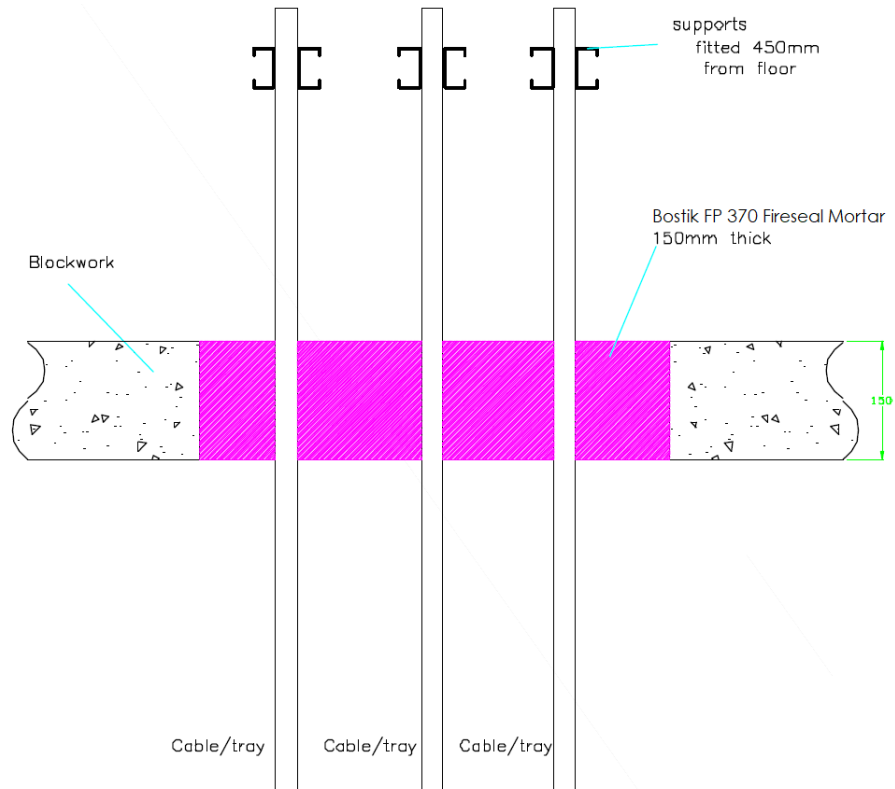 supports
fitted 450mm
from floor
Bostik FP 370 Fireseal Mortar
150mm thick
Blockwork
150
Cable/tray
Cable/tray
Cable/tray